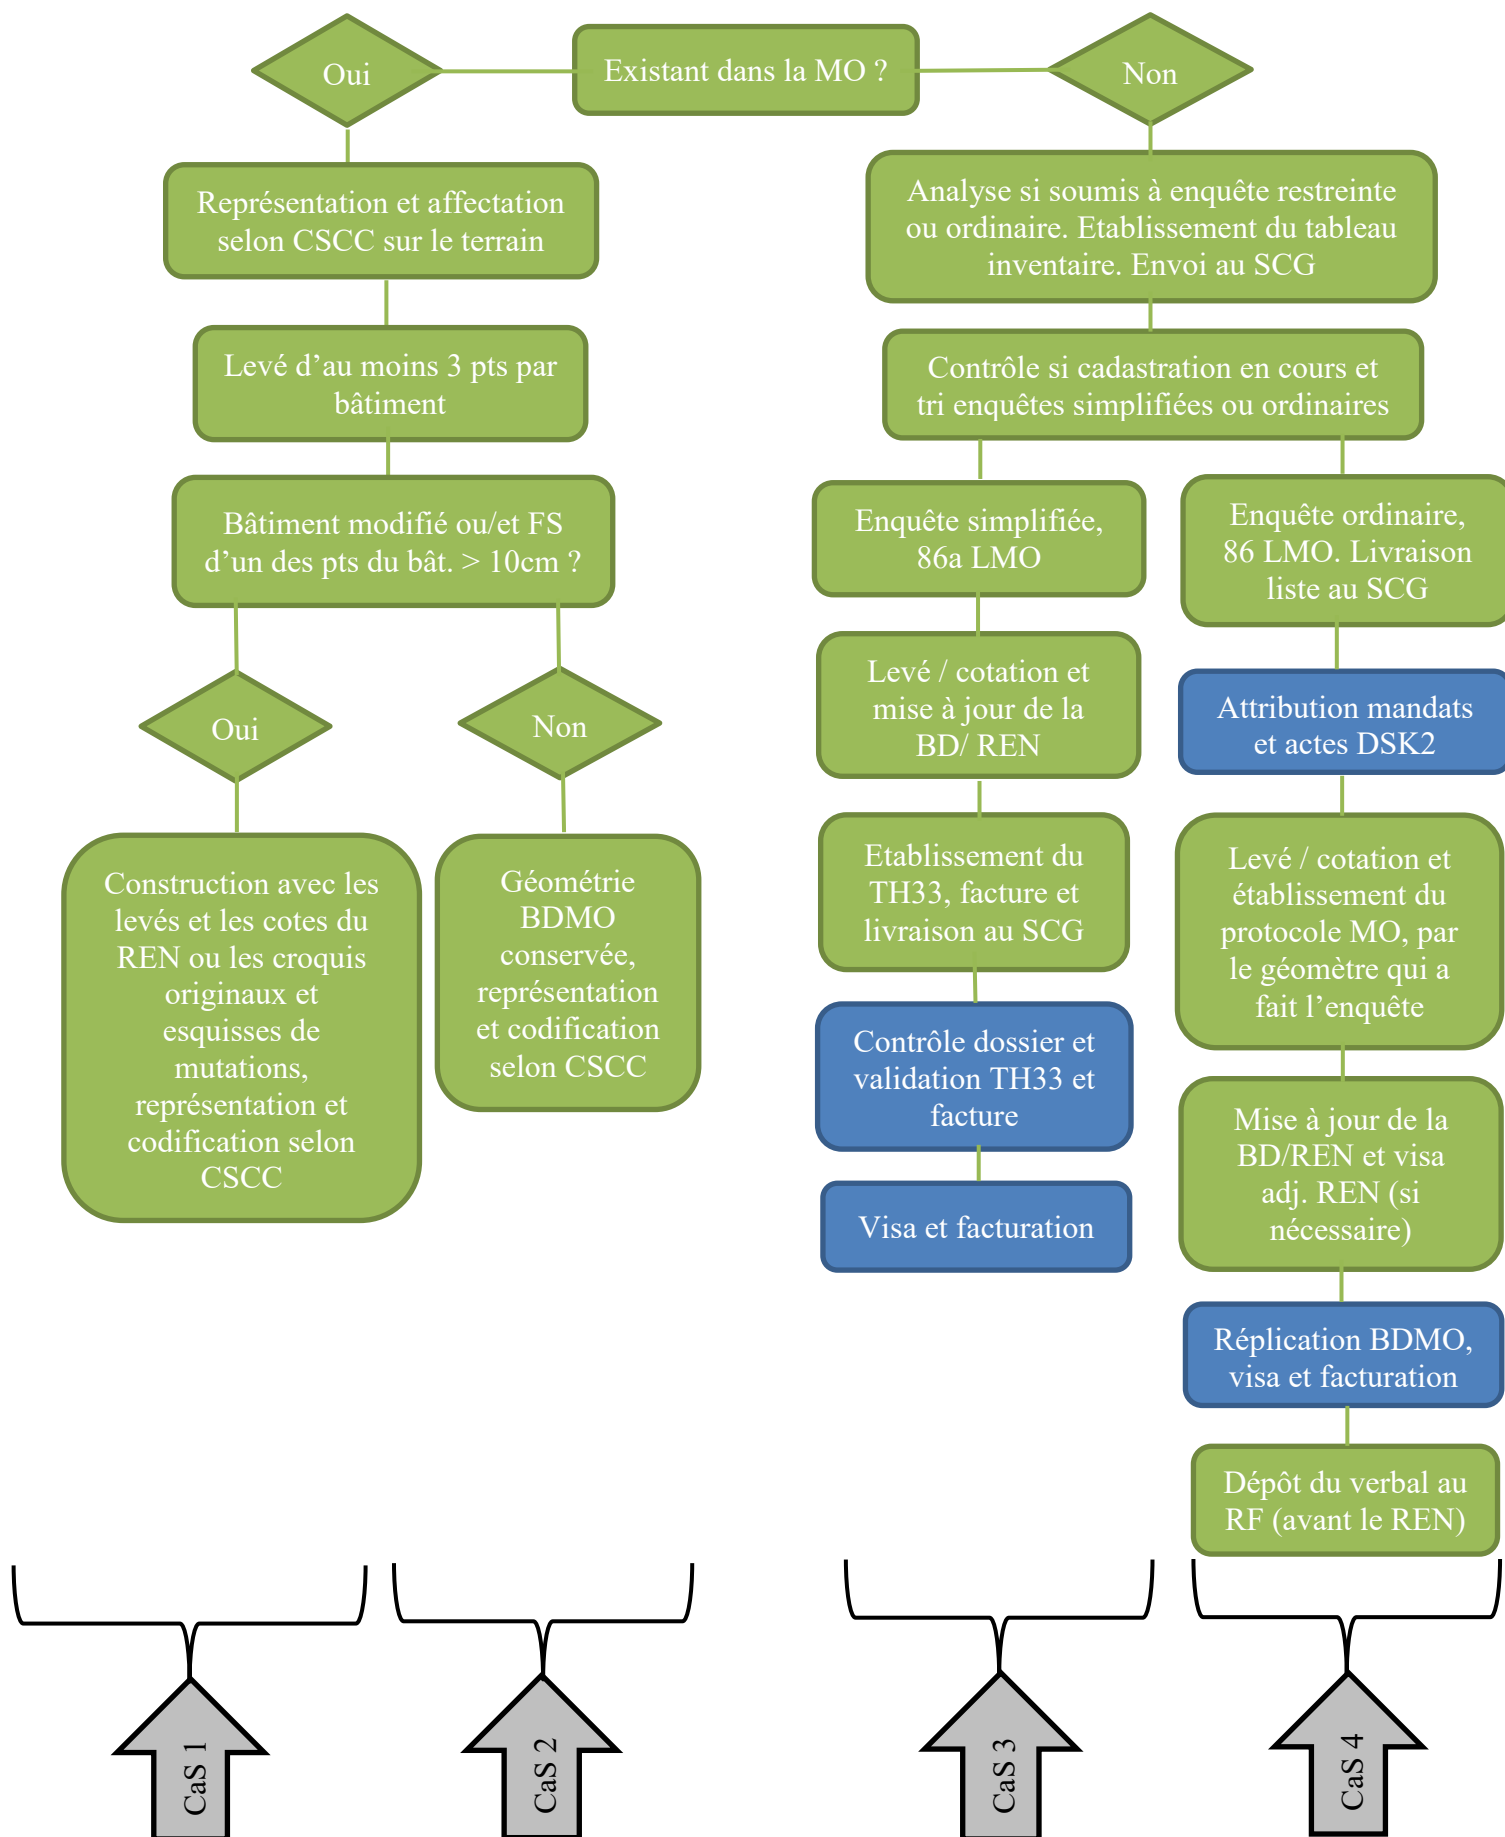 Existant dans la MO ?
Oui
Non
Représentation et affectation
selon CSCC sur le terrain
Levé d’au moins 3 pts par
bâtiment
Bâtiment modifié ou/et FS
d’un des pts du bât. > 10cm ?
Oui
Non
Construction avec les
levés et les cotes du
REN ou les croquis
originaux et
esquisses de
mutations,
représentation et
codification selon
CSCC
Géométrie
BDMO
conservée,
représentation
et codification
selon CSCC
Analyse si soumis à enquête restreinte
ou ordinaire. Etablissement du tableau
inventaire. Envoi au SCG
Contrôle si cadastration en cours et
tri enquêtes simplifiées ou ordinaires
Enquête simplifiée,
86a LMO
Levé / cotation et
mise à jour de la
BD/ REN
Etablissement du
TH33, facture et
livraison au SCG
Contrôle dossier et
validation TH33 et
facture
Visa et facturation
Enquête ordinaire,
86 LMO. Livraison
liste au SCG
Attribution mandats
et actes DSK2
Levé / cotation et
établissement du
protocole MO, par
le géomètre qui a
fait l’enquête
Mise à jour de la
BD/REN et visa
adj. REN (si
nécessaire)
Réplication BDMO,
visa et facturation
Dépôt du verbal au
RF (avant le REN)
CaS 1
CaS 2
CaS 3
CaS 4